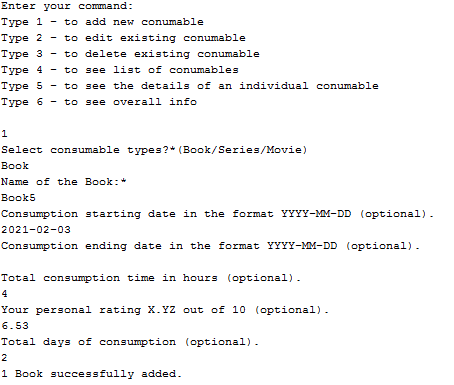 Enter your command:
Type 1 - to add new conumable
Type 2 - to edit existing conumable
Type 3 - to delete existing conumable
Type 4 - to see list of conumables
Type 5 - to see the details of an individual conumable
Type 6 - to see overall info
1
Select consumable types?*(Book/Series/Movie)
Book
Name of the Book:*
Book5
Consumption starting date in the format YYYY-MM-DD (optional).
2021-02-03
Consumption ending date in the format YYYY-MM-DD (optional).
Total consumption time in hours (optional).
4
Your personal rating X.YZ out of 10 (optional).
6.53
Total days of consumption (optional).
2
1 Book successfully added.